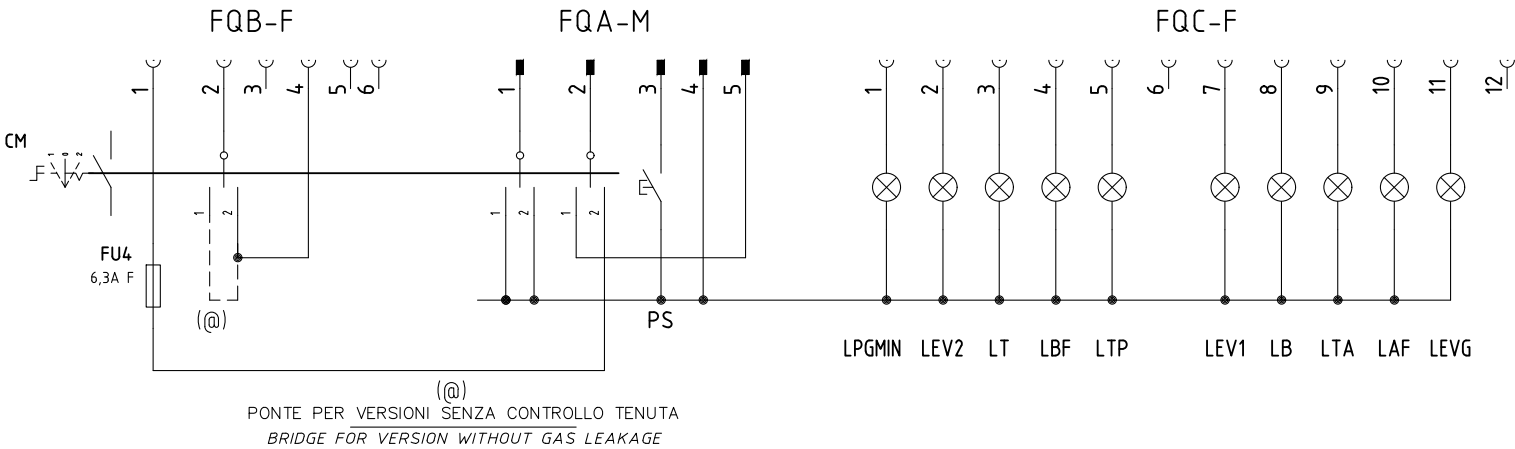 FQB-F FQA-M FQC-F
1 2 3 4 5 6 1 2 3 4 5 1 2 3 4 5 6 7 8 9 10 11 12
CM
1 0 2
1 2 1 2 1 2
FU4
6,3A F
(@)
PS
LPGMIN LEV2 LT LBF LTP LEV1 LB LTA LAF LEVG
(@)
PONTE PER VERSIONI SENZA CONTROLLO TENUTA
BRIDGE FOR VERSION WITHOUT GAS LEAKAGE